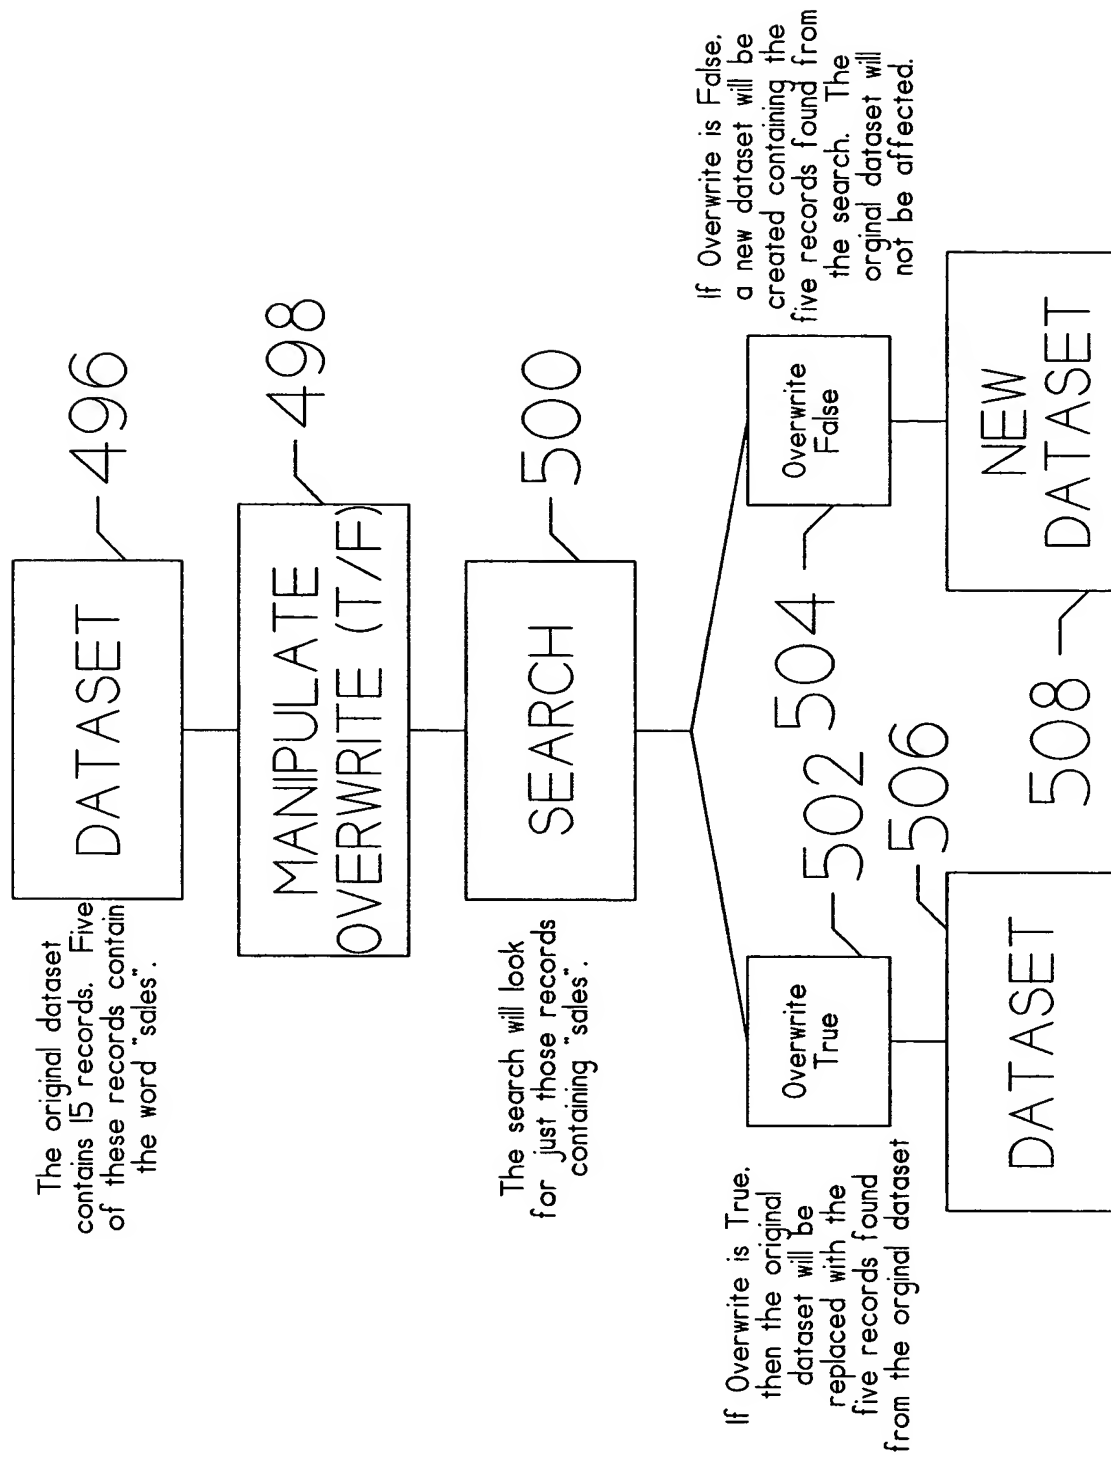 The original dataset
contains 15 records. Five
of these records contain
the word "sales".
DATASET
496
MANIPULATE
OVERWRITE (T/F)
498
The search will look
for just those records
containing "sales".
SEARCH
500
If Overwrite is True,
then the original
dataset will be
replaced with the
five records found
from the orginal dataset
Overwrite
True
502
504
Overwrite
False
If Overwrite is False,
a new dataset will be
created containing the
five records found from
the search. The
orginal dataset will
not be affected.
DATASET
506
508
NEW
DATASET